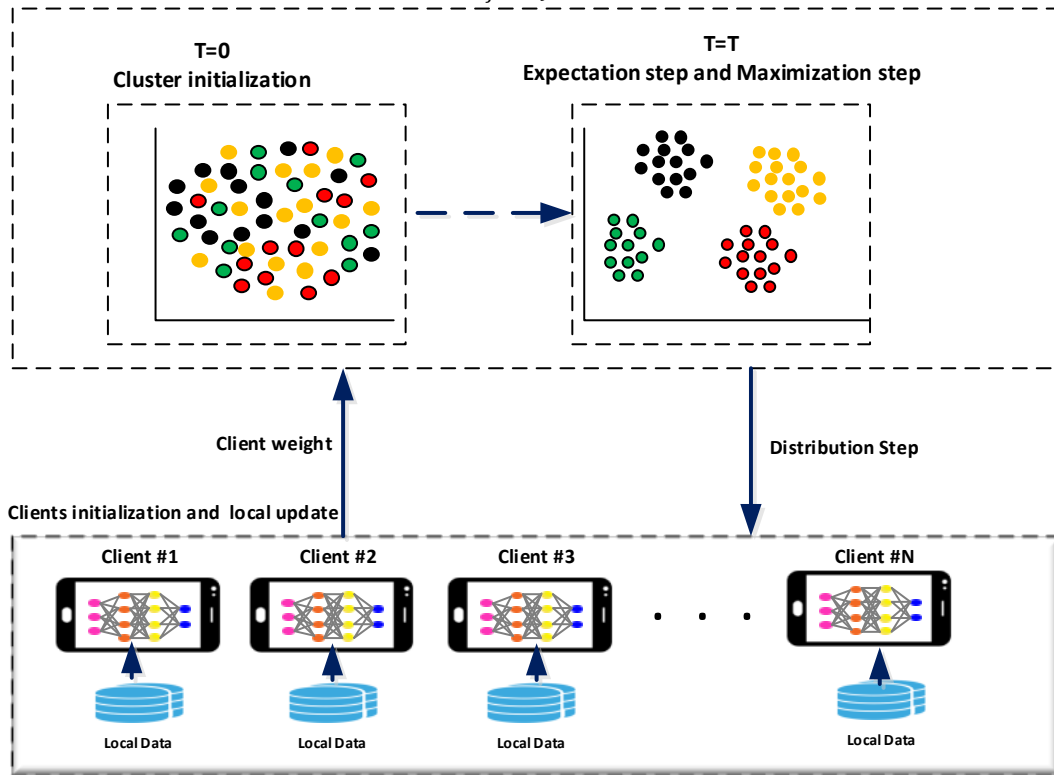 T=0
Cluster initialization
T=T
Expectation step and Maximization step
Client weight
Distribution Step
Clients initialization and local update
Client #1
Client #2
Client #3
Client #N
. . .
Local Data
Local Data
Local Data
Local Data